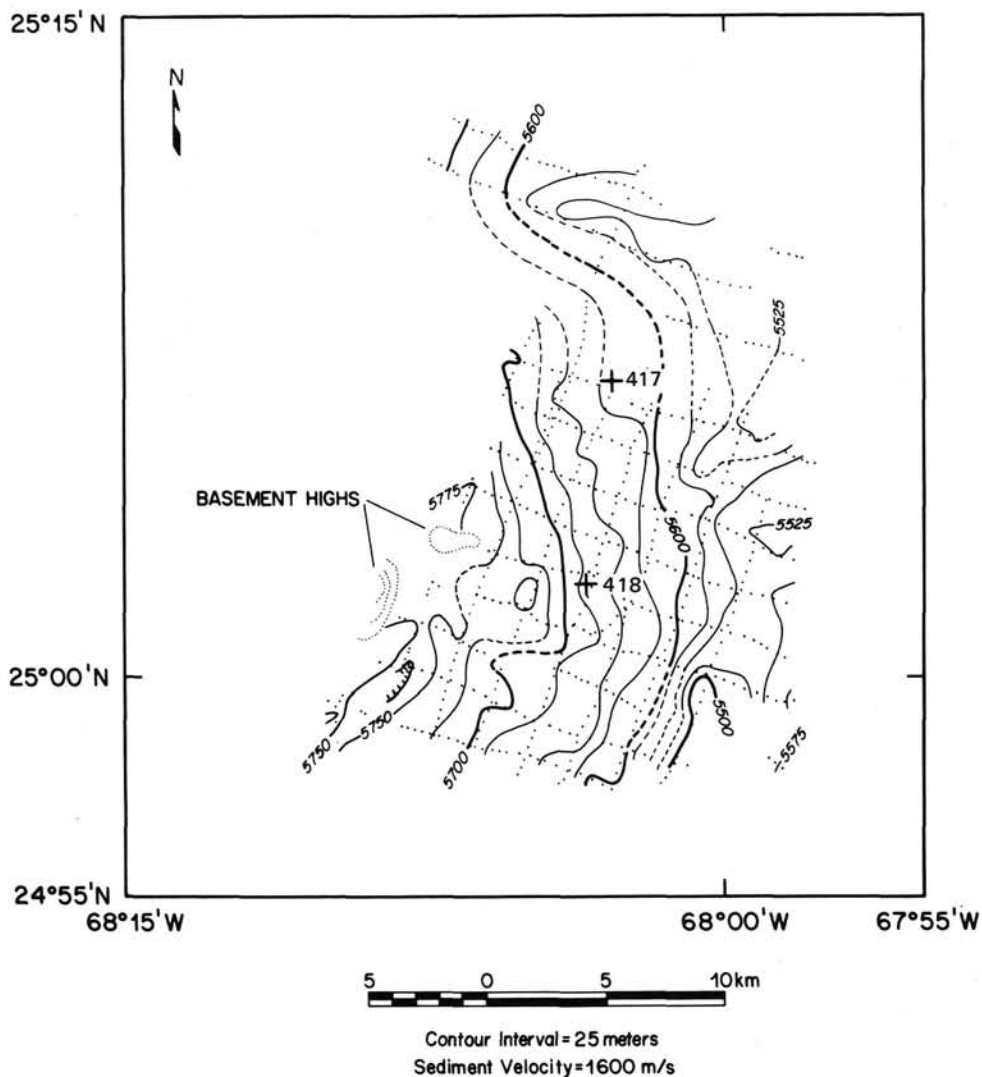 25°15'N
N
5600
5525
417
5775
BASEMENT HIGHS
5600
5525
418
25°00'N
5500
5750
5750
5700
5575
24°55'N
68°15'W
68°00'W
67°55'W
5 0 5 10km
Contour Interval = 25 meters
Sediment Velocity = 1600 m/s